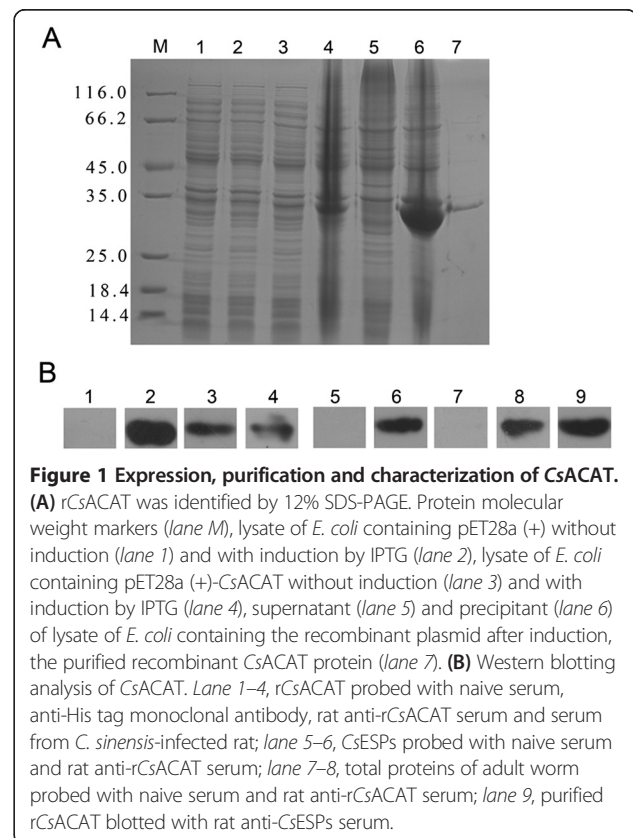 A
M 1 2 3 4 5 6 7
116.0
66.2
45.0
35.0
25.0
18.4
14.4
B
1 2 3 4 5 6 7 8 9
Figure 1 Expression, purification and characterization of CsACAT.
(A) rCsACAT was identified by 12% SDS-PAGE. Protein molecular
weight markers (lane M), lysate of E. coli containing pET28a (+) without
induction (lane 1) and with induction by IPTG (lane 2), lysate of E. coli
containing pET28a (+)-CsACAT without induction (lane 3) and with
induction by IPTG (lane 4), supernatant (lane 5) and precipitant (lane 6)
of lysate of E. coli containing the recombinant plasmid after induction,
the purified recombinant CsACAT protein (lane 7). (B) Western blotting
analysis of CsACAT. Lane 1–4, rCsACAT probed with naive serum,
anti-His tag monoclonal antibody, rat anti-rCsACAT serum and serum
from C. sinensis-infected rat; lane 5–6, CsESPs probed with naive serum
and rat anti-rCsACAT serum; lane 7–8, total proteins of adult worm
probed with naive serum and rat anti-rCsACAT serum; lane 9, purified
rCsACAT blotted with rat anti-CsESPs serum.